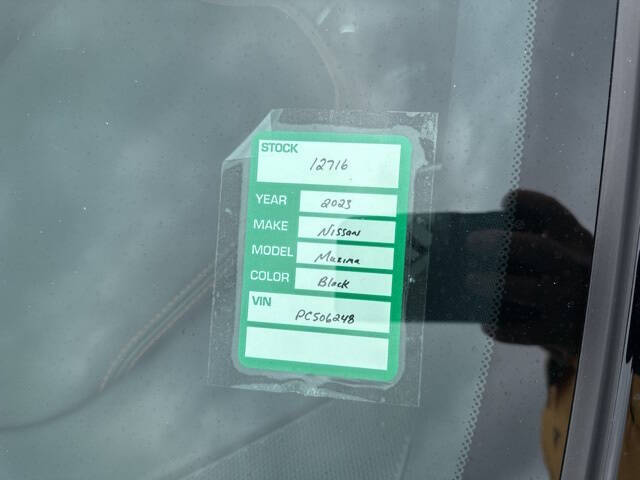 STOCK
12716
YEAR 2023
MAKE Nissan
MODEL Maxima
COLOR Black
VIN
PC506248